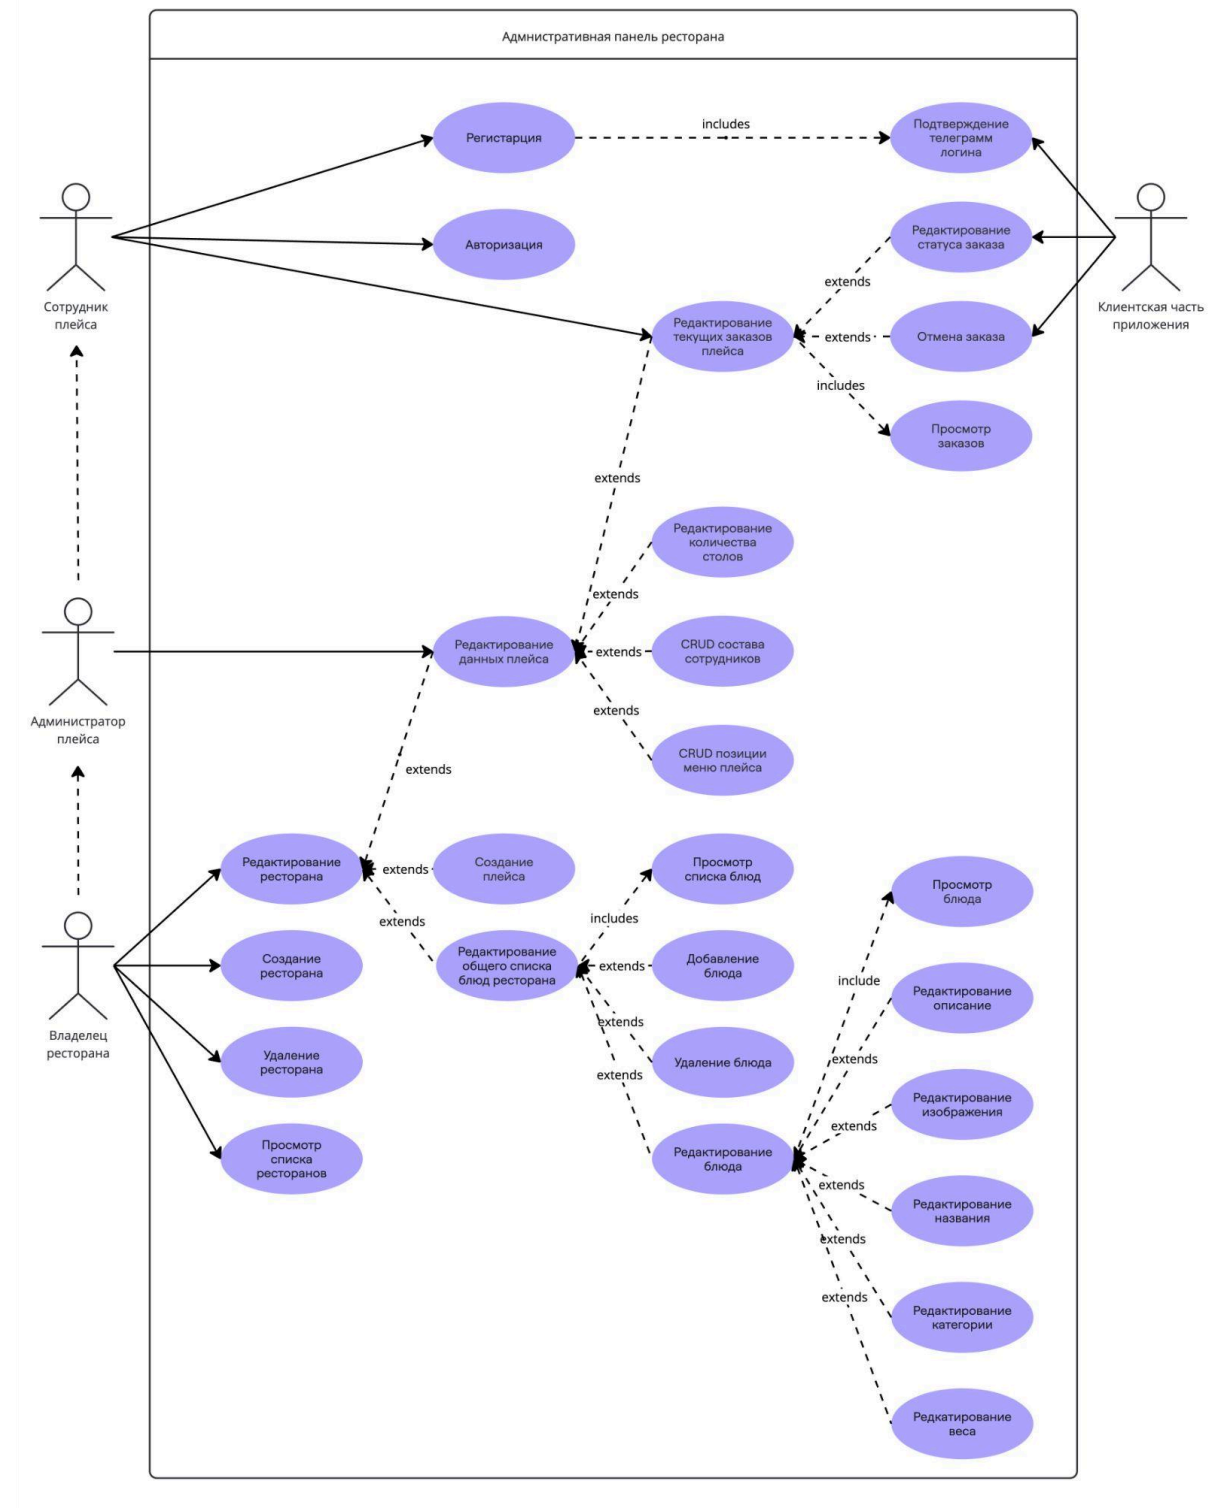 Адмнистративная панель ресторана
Регистарция
includes
Подтверждение
телеграмм
логина
Авторизация
Редактирование
статуса заказа
Сотрудник
плейса
Клиентская часть
приложения
extends
Редактирование
текущих заказов
плейса
extends
Отмена заказа
includes
Просмотр
заказов
extends
Редактирование
количества
столов
extends
Редактирование
данных плейса
extends
CRUD состава
сотрудников
extends
CRUD позиции
меню плейса
Администратор
плейса
extends
Редактирование
ресторана
extends
Создание
плейса
Просмотр
списка блюд
Просмотр
блюда
extends
includes
Создание
ресторана
Редактирование
общего списка
блюд ресторана
extends
Добавление
блюда
include
Редактирование
описание
Владелец
ресторана
extends
Удаление
ресторана
extends
Удаление блюда
extends
Редактирование
изображения
extends
Просмотр
списка
ресторанов
Редактирование
блюда
extends
Редактирование
названия
extends
extends
Редактирование
категории
Редкатирование
веса